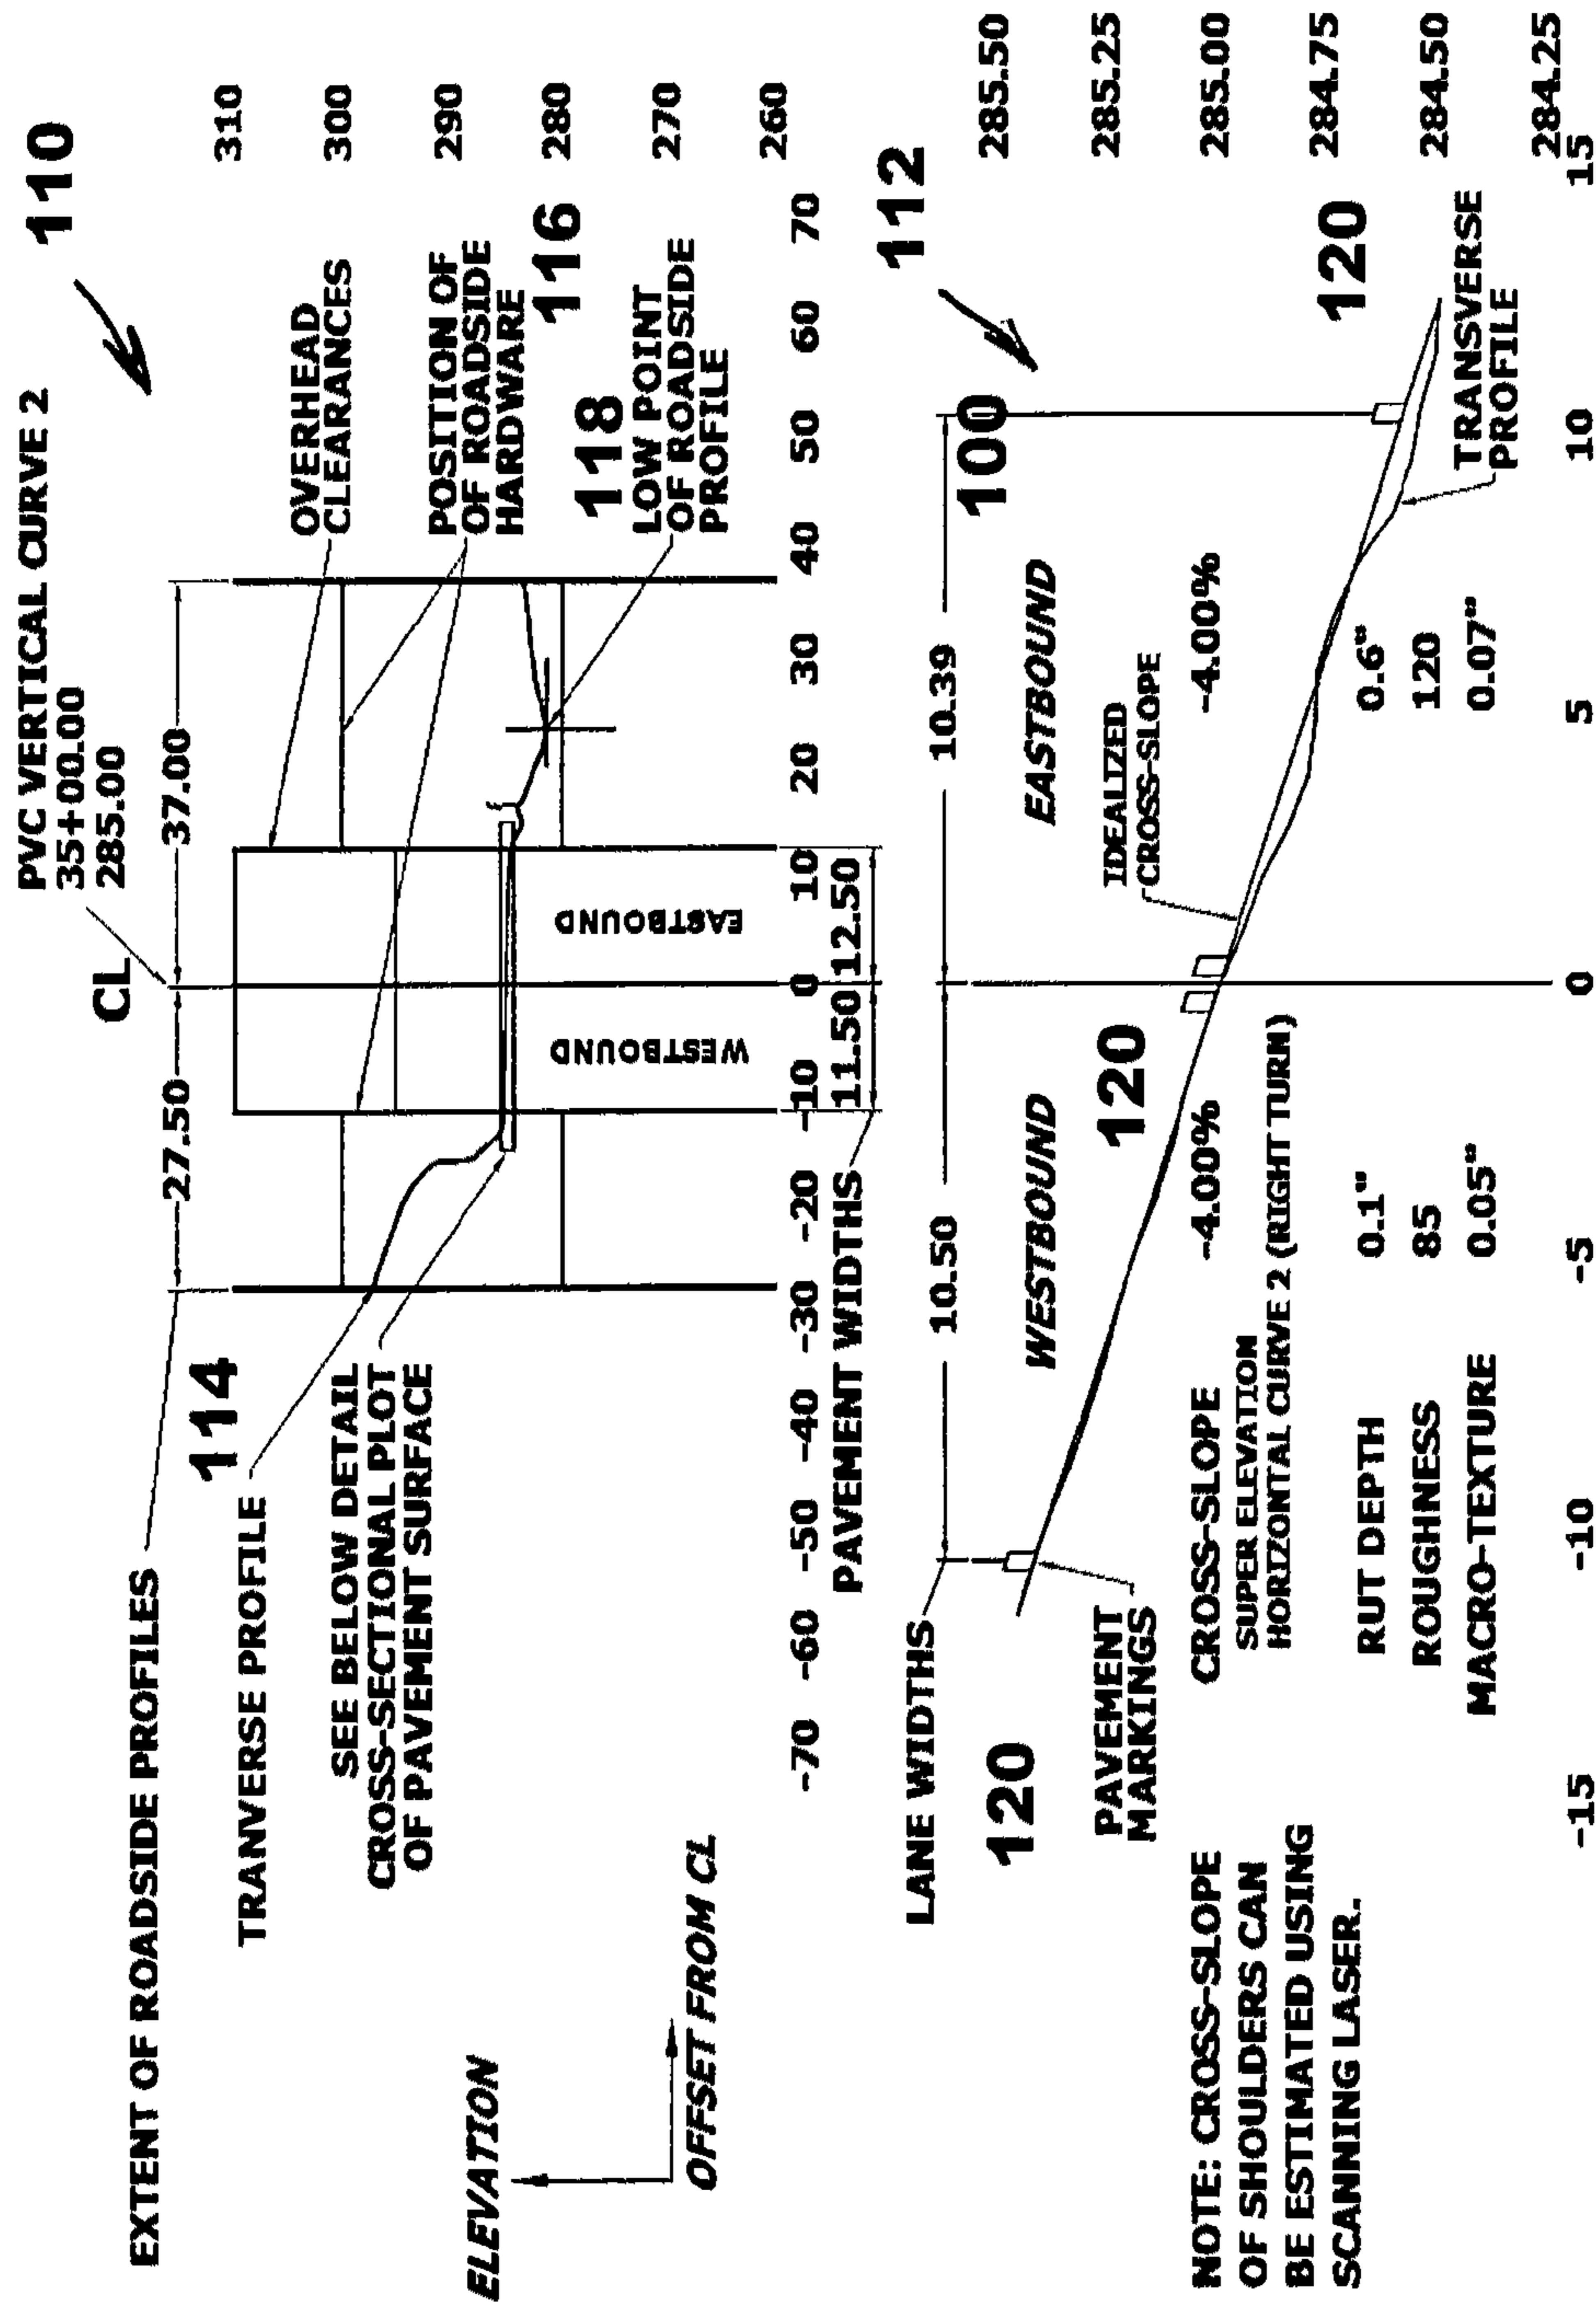 110
PVC VERTICAL CURVE 2
35+00.00
285.00
CL
EXTENT OF ROADSIDE PROFILES
27.50
37.00
114
TRANVERSE PROFILE
SEE BELOW DETAIL
CROSS-SECTIONAL PLOT
OF PAVEMENT SURFACE
OVERHEAD
CLEARANCES
POSITION OF
OF ROADSIDE
HARDWARE
116
118
LOW POINT
OF ROADSIDE
PROFILE
310
300
290
280
270
260
WESTBOUND
EASTBOUND
ELEVATION
OFFSET FROM CL
-70 -60 -50 -40 -30 -20 -10 0 10 20 30 40 50 60 70
PAVEMENT WIDTHS
11.50 12.50
112
LANE WIDTHS
10.50
10.39
100
120
WESTBOUND
EASTBOUND
PAVEMENT
MARKINGS
120
IDEALIZED
CROSS-SLOPE
120
TRANSVERSE
PROFILE
285.50
285.25
285.00
284.75
284.50
284.25
NOTE: CROSS-SLOPE
OF SHOULDERS CAN
BE ESTIMATED USING
SCANNING LASER.
CROSS-SLOPE -4.00% -4.00%
SUPER ELEVATION
HORIZONTAL CURVE 2 (RIGHT TURM)
RUT DEPTH 0.1" 0.6"
ROUGHNESS 85 120
MACRO-TEXTURE 0.05" 0.07"
-15 -10 -5 0 5 10 15